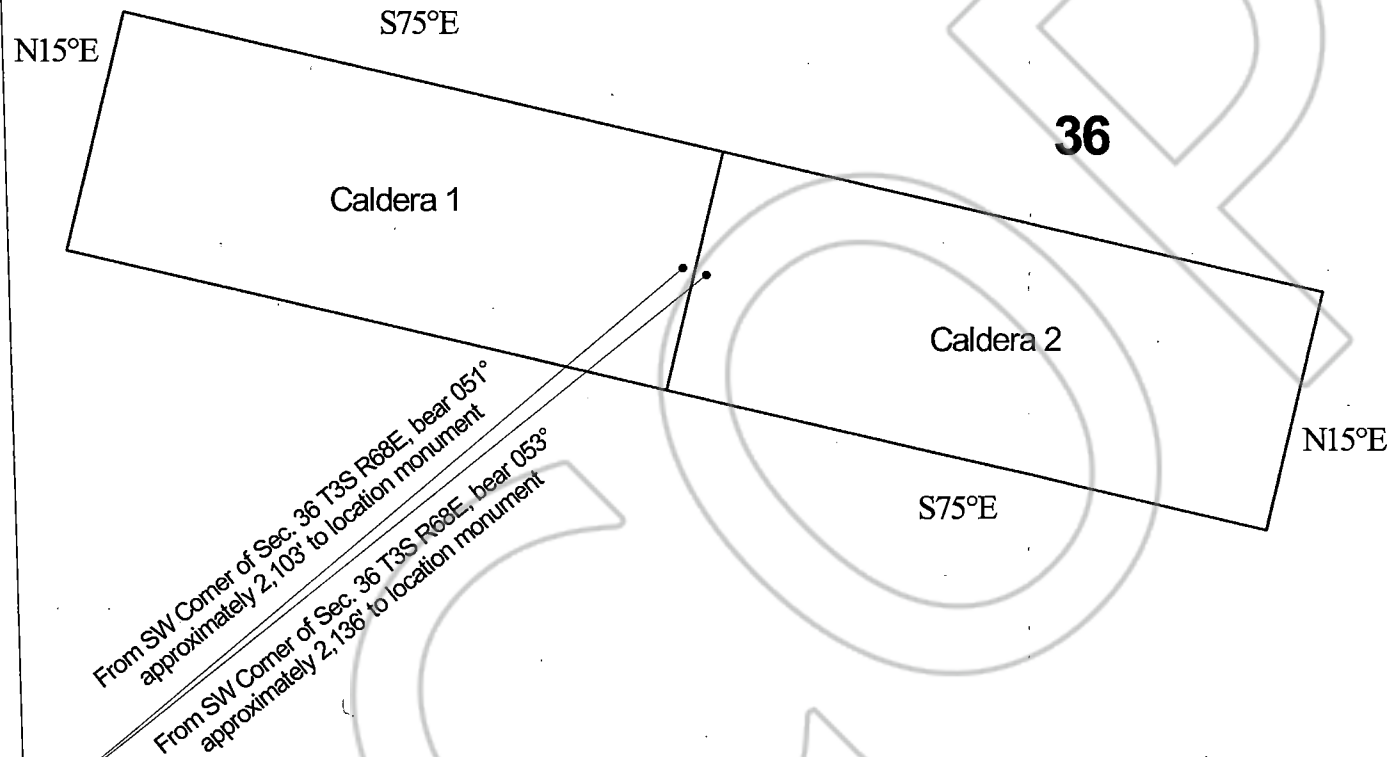 S75°E
N15°E
36
Caldera 1
Caldera 2
N15°E
S75°E
From SW Corner of Sec. 36 T3S R68E, bear 051°
approximately 2,103' to location monument
From SW Corner of Sec. 36 T3S R68E, bear 053°
approximately 2,136' to location monument
COP